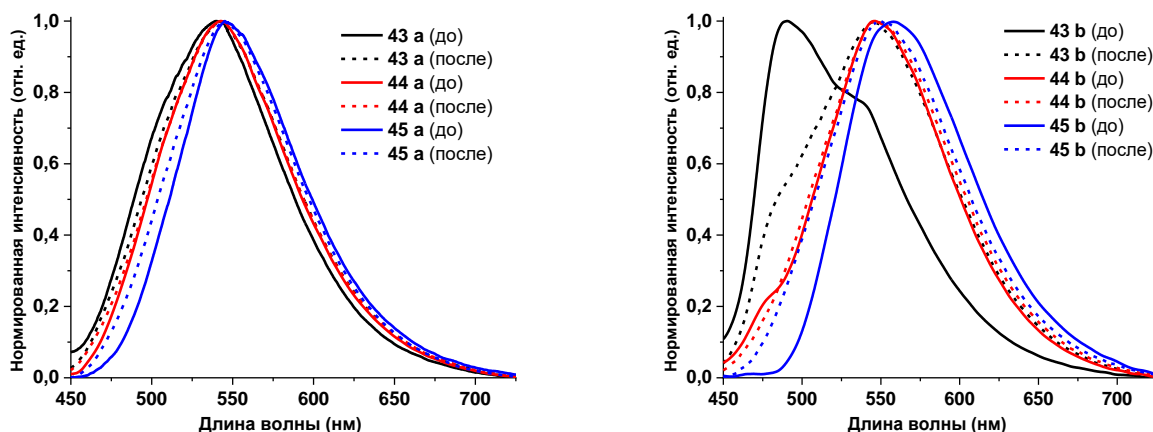 Нормированная интенсивность (отн. ед.)
1,0
0,8
0,6
0,4
0,2
0,0
450 500 550 600 650 700
Длина волны (нм)
43 a (до)
43 a (после)
44 a (до)
44 a (после)
45 a (до)
45 a (после)
Нормированная интенсивность (отн. ед.)
1,0
0,8
0,6
0,4
0,2
0,0
450 500 550 600 650 700
Длина волны (нм)
43 b (до)
43 b (после)
44 b (до)
44 b (после)
45 b (до)
45 b (после)